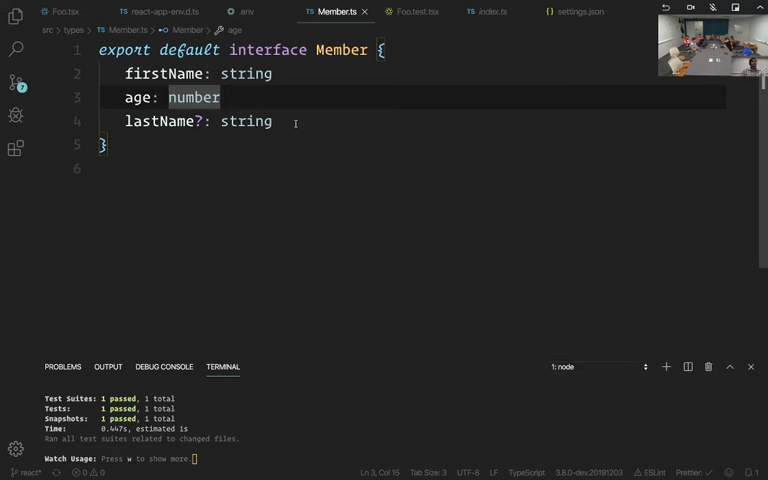 Foo.tsx
TS react-app-env.d.ts
.env
TS Member.ts
Foo.test.tsx
TS index.ts
{} settings.json
src > types > TS Member.ts > Member > age
1 export default interface Member {
2 firstName: string
3 age: number
4 lastName?: string
5 }
6
7
PROBLEMS OUTPUT DEBUG CONSOLE TERMINAL 1: node
Test Suites: 1 passed, 1 total
Tests: 1 passed, 1 total
Snapshots: 1 passed, 1 total
Time: 0.447s, estimated 1s
Ran all test suites related to changed files.
Watch Usage: Press w to show more.
react* 0 0 Ln 3, Col 15 Tab Size: 3 UTF-8 LF TypeScript 3.8.0-dev.20191203 ESLint Prettier: ✓ 1